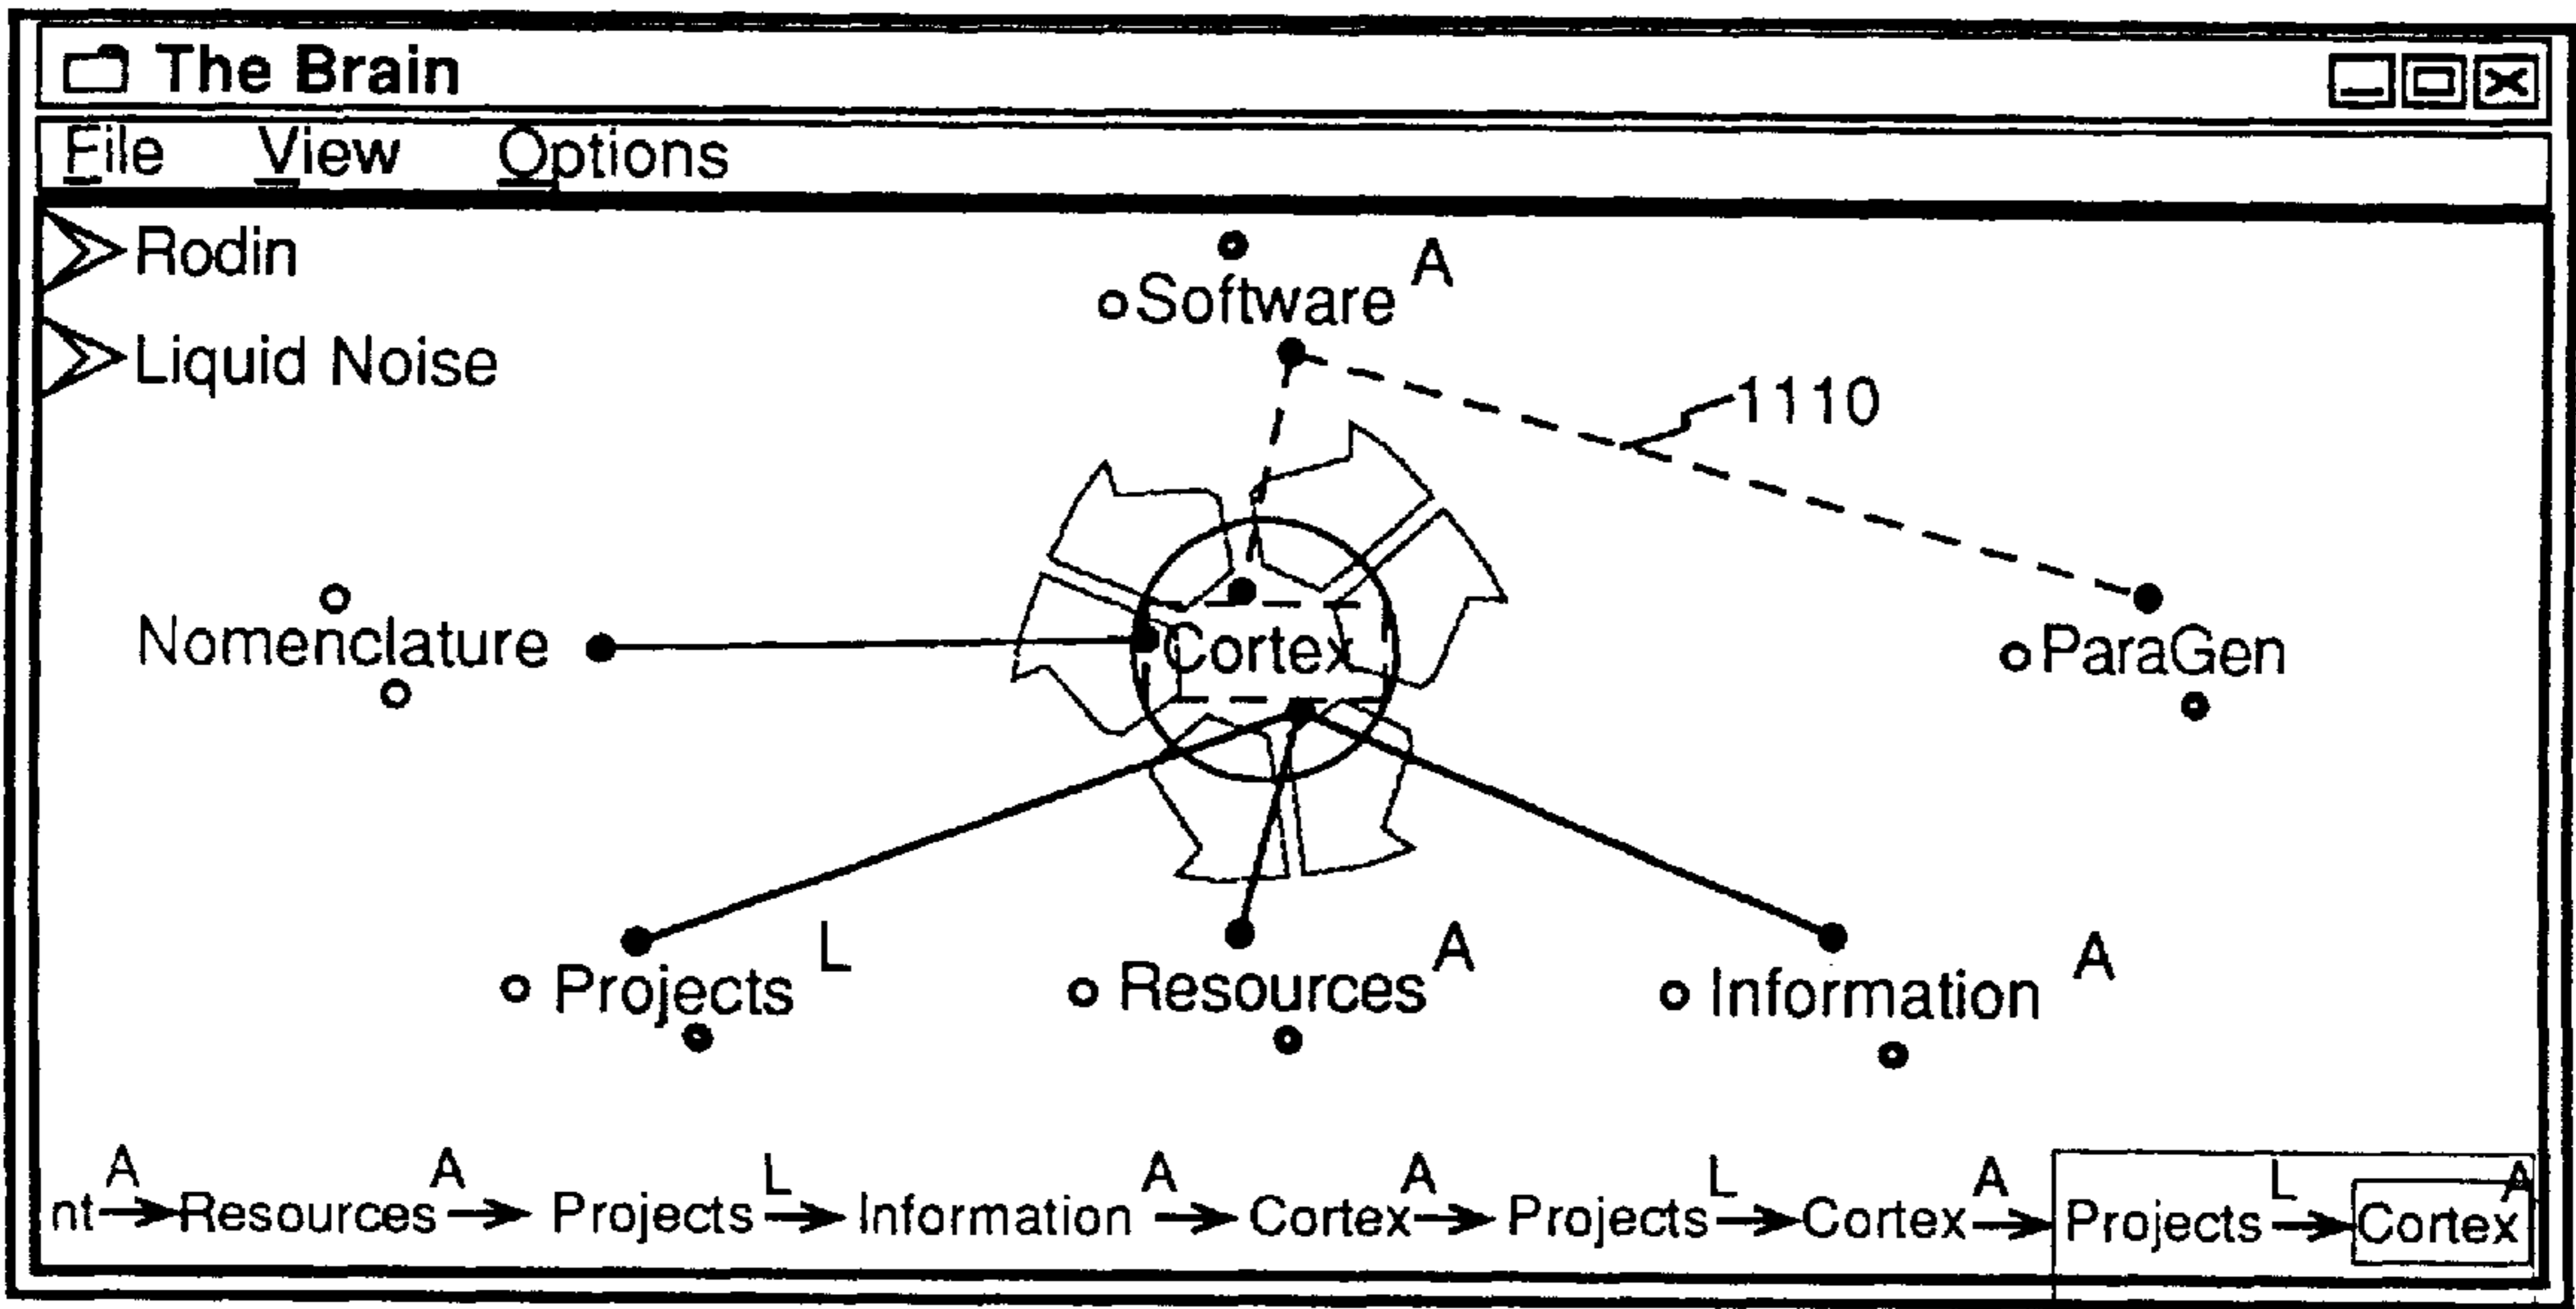 The Brain
File View Options
Rodin
Software A
Liquid Noise
1110
Nomenclature
Cortex
ParaGen
Projects L
Resources A
Information A
nt A Resources A Projects L Information A Cortex A Projects L Cortex A Projects L Cortex A